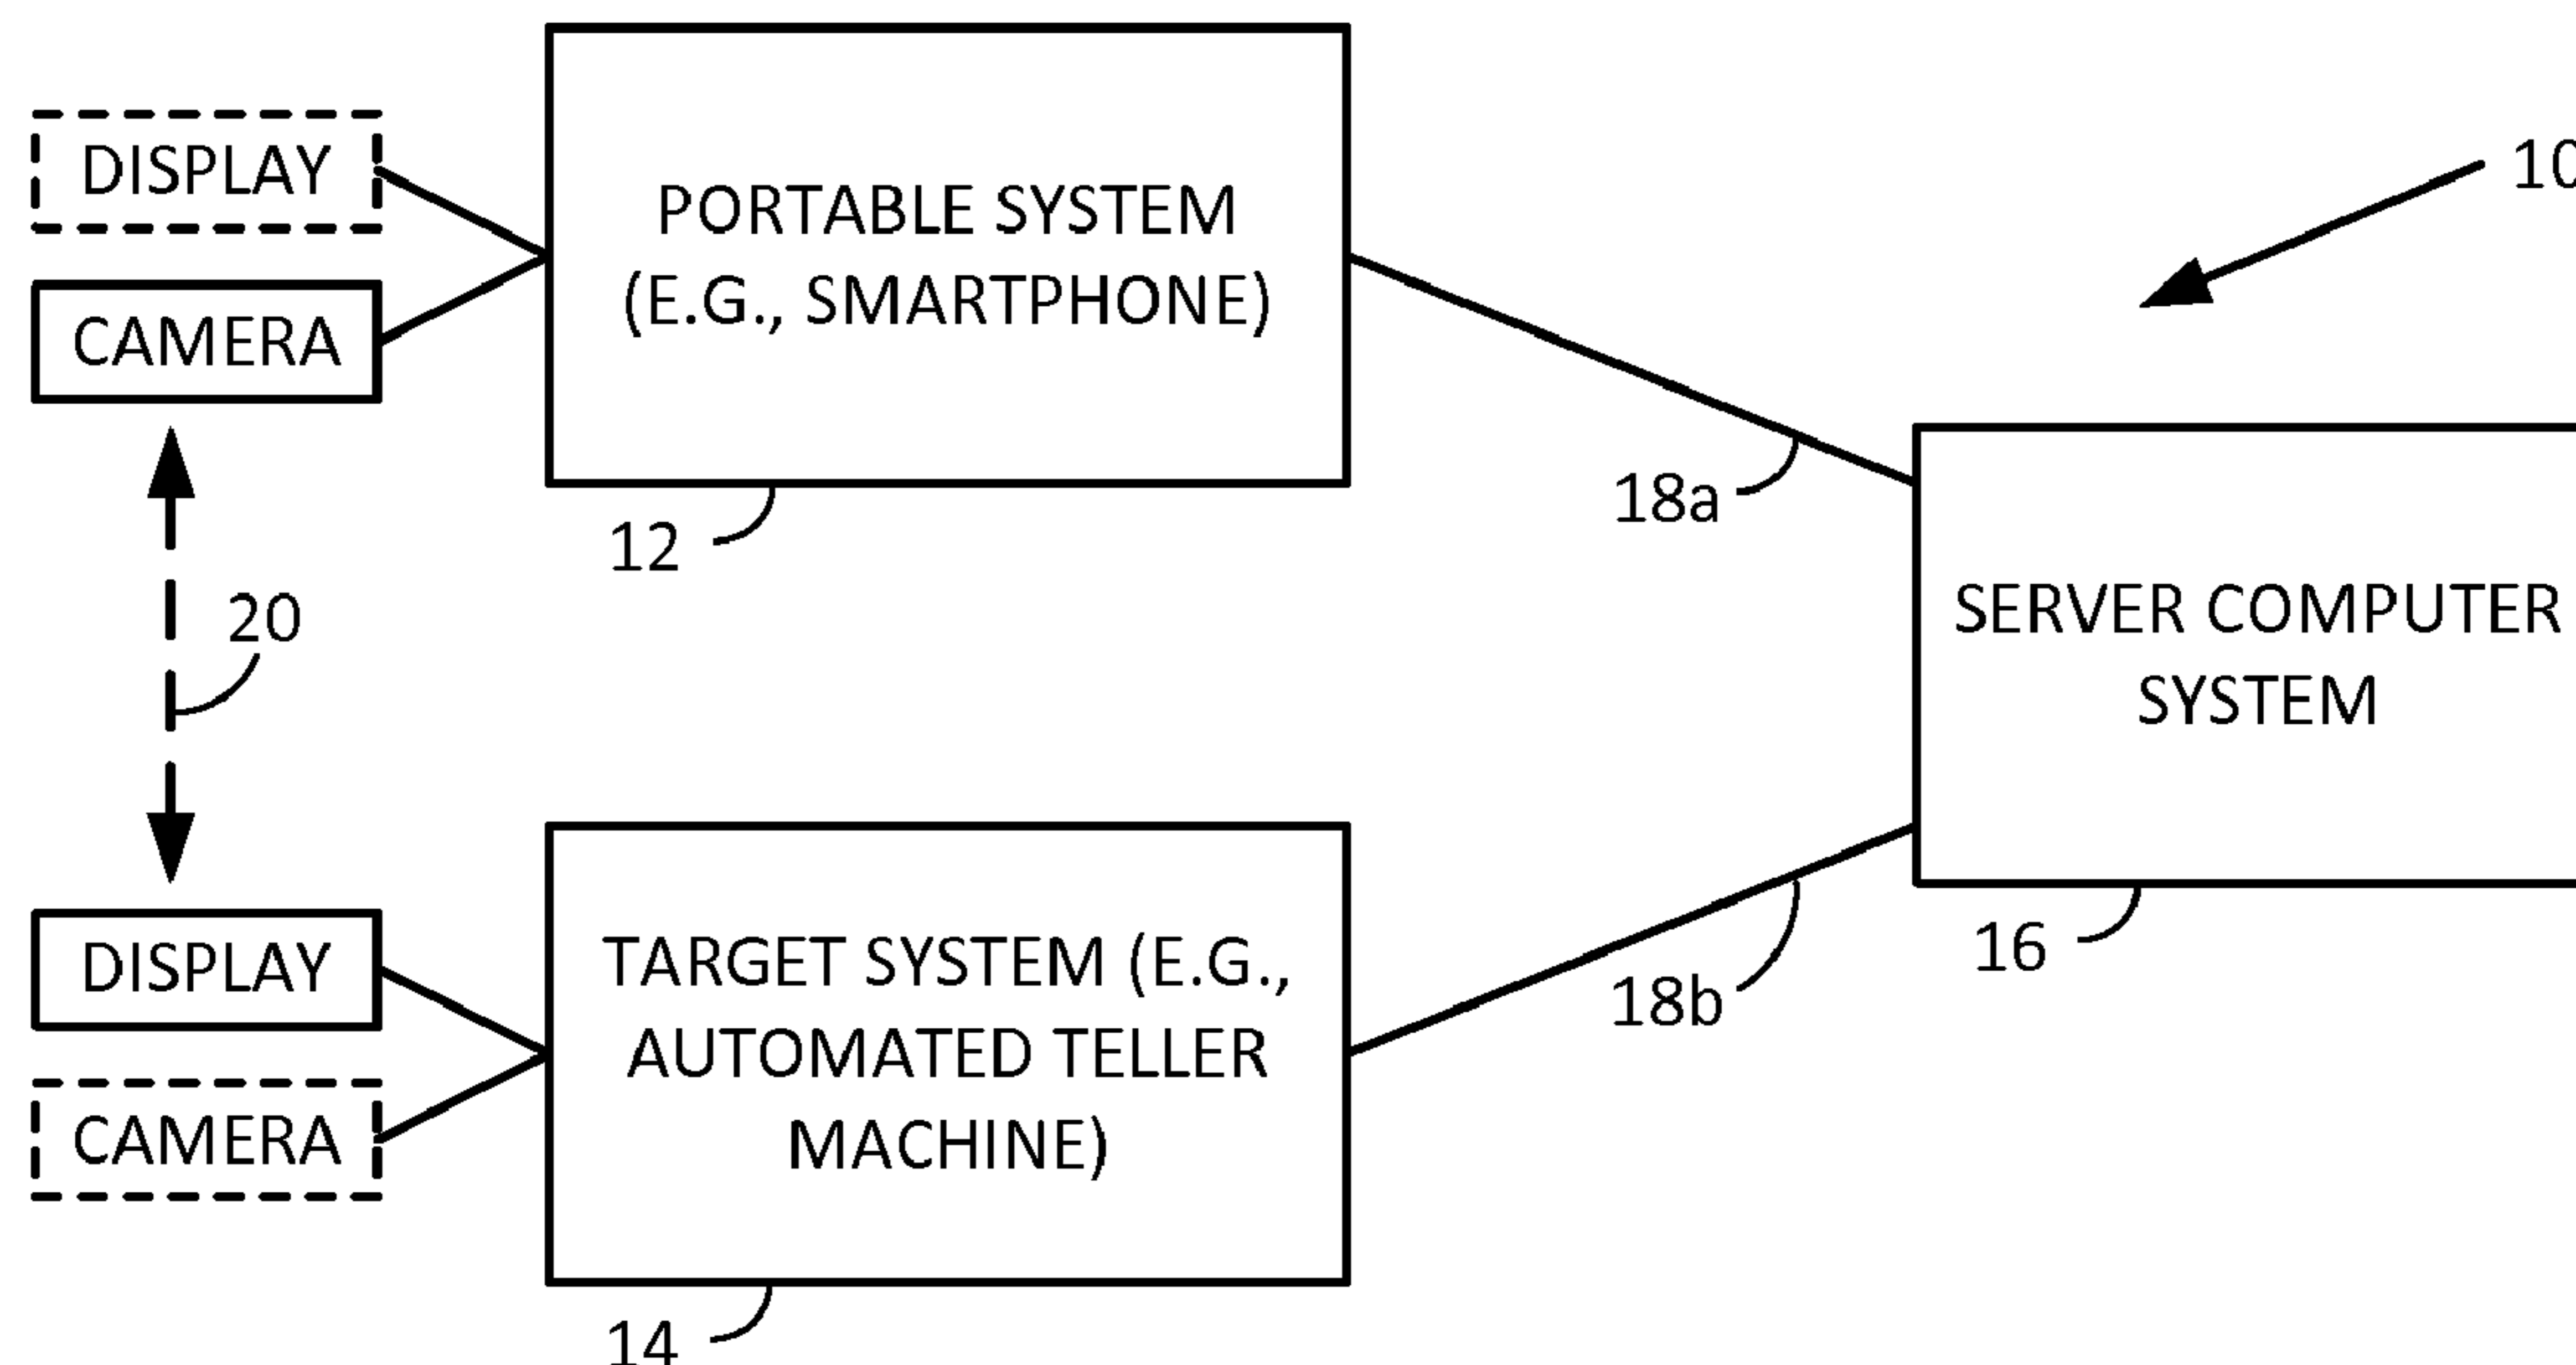 DISPLAY
CAMERA
PORTABLE SYSTEM
(E.G., SMARTPHONE)
12
10
18a
20
SERVER COMPUTER
SYSTEM
16
18b
DISPLAY
CAMERA
TARGET SYSTEM (E.G.,
AUTOMATED TELLER
MACHINE)
14